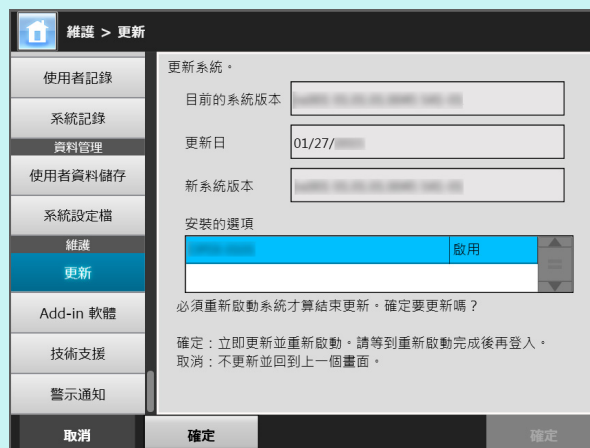 維護 > 更新
使用者記錄
系統記錄
資料管理
使用者資料儲存
系統設定檔
維護
更新
Add-in 軟體
技術支援
警示通知
更新系統。
目前的系統版本
更新日 01/27/
新系統版本
安裝的選項
啟用
必須重新啟動系統才算結束更新。確定要更新嗎？
確定：立即更新並重新啟動。請等到重新啟動完成後再登入。
取消：不更新並回到上一個畫面。
取消 確定 確定